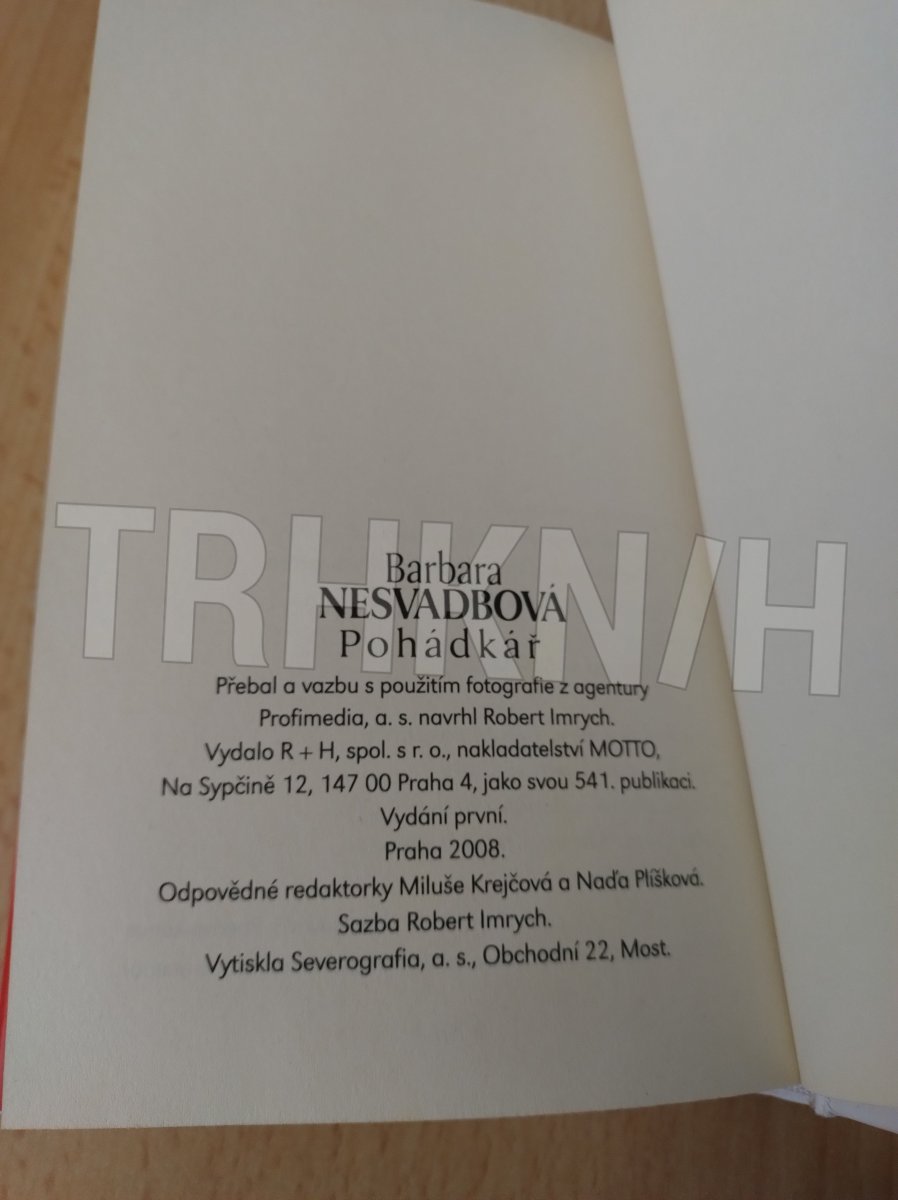 TRHKNIH
Barbara
NESVADBOVÁ
Pohádkář
Přebal a vazbu s použitím fotografie z agentury
Profimedia, a. s. navrhl Robert Imrych.
Vydalo R + H, spol. s r. o., nakladatelství MOTTO,
Na Sypčině 12, 147 00 Praha 4, jako svou 541. publikaci.
Vydání první.
Praha 2008.
Odpovědné redaktorky Miluše Krejčová a Naďa Plíšková.
Sazba Robert Imrych.
Vytiskla Severografia, a. s., Obchodní 22, Most.